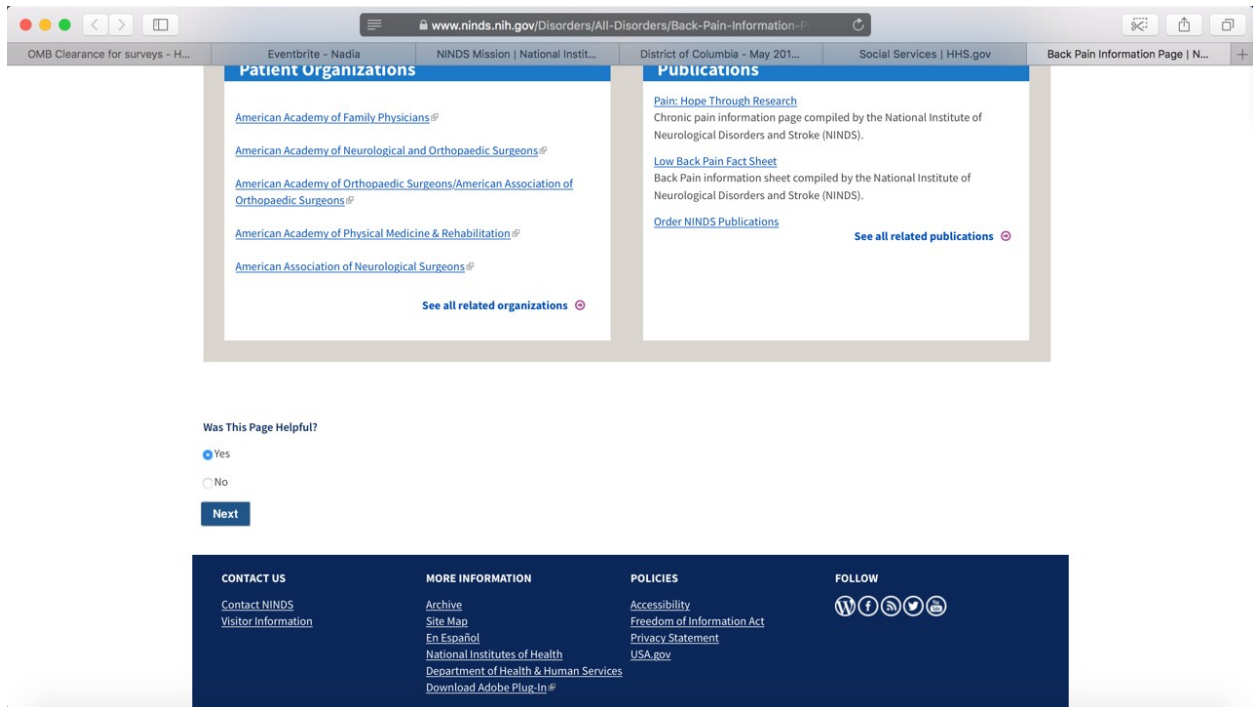 www.ninds.nih.gov/Disorders/All-Disorders/Back-Pain-Information-P
OMB Clearance for surveys - H...
Eventbrite - Nadia
NINDS Mission | National Instit...
District of Columbia - May 201...
Social Services | HHS.gov
Back Pain Information Page | N...
Patient Organizations
American Academy of Family Physicians
American Academy of Neurological and Orthopaedic Surgeons
American Academy of Orthopaedic Surgeons/American Association of
Orthopaedic Surgeons
American Academy of Physical Medicine & Rehabilitation
American Association of Neurological Surgeons
See all related organizations
Publications
Pain: Hope Through Research
Chronic pain information page compiled by the National Institute of
Neurological Disorders and Stroke (NINDS).
Low Back Pain Fact Sheet
Back Pain information sheet compiled by the National Institute of
Neurological Disorders and Stroke (NINDS).
Order NINDS Publications
See all related publications
Was This Page Helpful?
Yes
No
Next
CONTACT US
Contact NINDS
Visitor Information
MORE INFORMATION
Archive
Site Map
En Español
National Institutes of Health
Department of Health & Human Services
Download Adobe Plug-In
POLICIES
Accessibility
Freedom of Information Act
Privacy Statement
USA.gov
FOLLOW